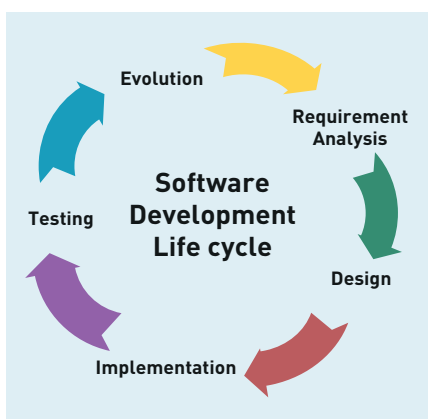 Evolution
Requirement
Analysis
Software
Development
Life cycle
Testing
Design
Implementation